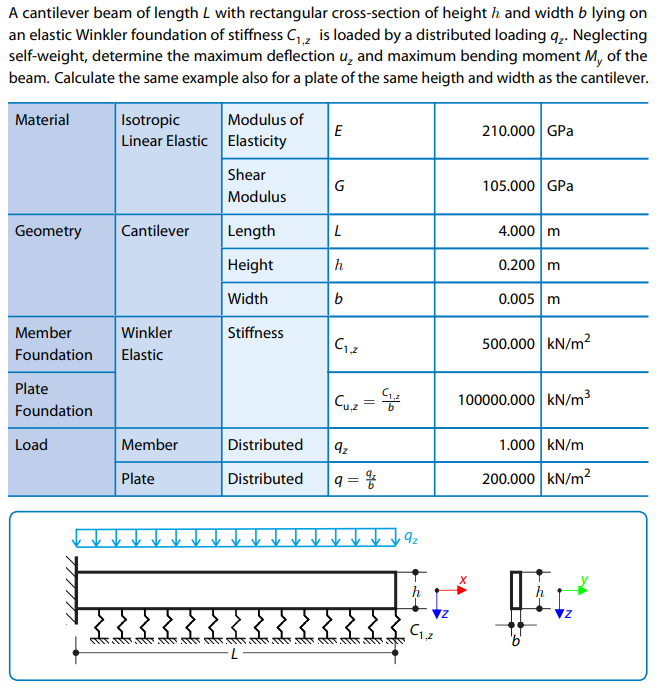 A cantilever beam of length L with rectangular cross-section of height h and width b lying on
an elastic Winkler foundation of stiffness C₁,z is loaded by a distributed loading qz. Neglecting
self-weight, determine the maximum deflection uz and maximum bending moment My of the
beam. Calculate the same example also for a plate of the same heigth and width as the cantilever.
Material Isotropic Modulus of E 210.000 GPa
Linear Elastic Elasticity
Shear G 105.000 GPa
Modulus
Geometry Cantilever Length L 4.000 m
Height h 0.200 m
Width b 0.005 m
Member Winkler Stiffness C₁,z 500.000 kN/m²
Foundation Elastic
Plate Cu,z = C₁,z/b 100000.000 kN/m³
Foundation
Load Member Distributed qz 1.000 kN/m
Plate Distributed q = qz/b 200.000 kN/m²
qz
x y
h h
z z
C₁,z
b
L